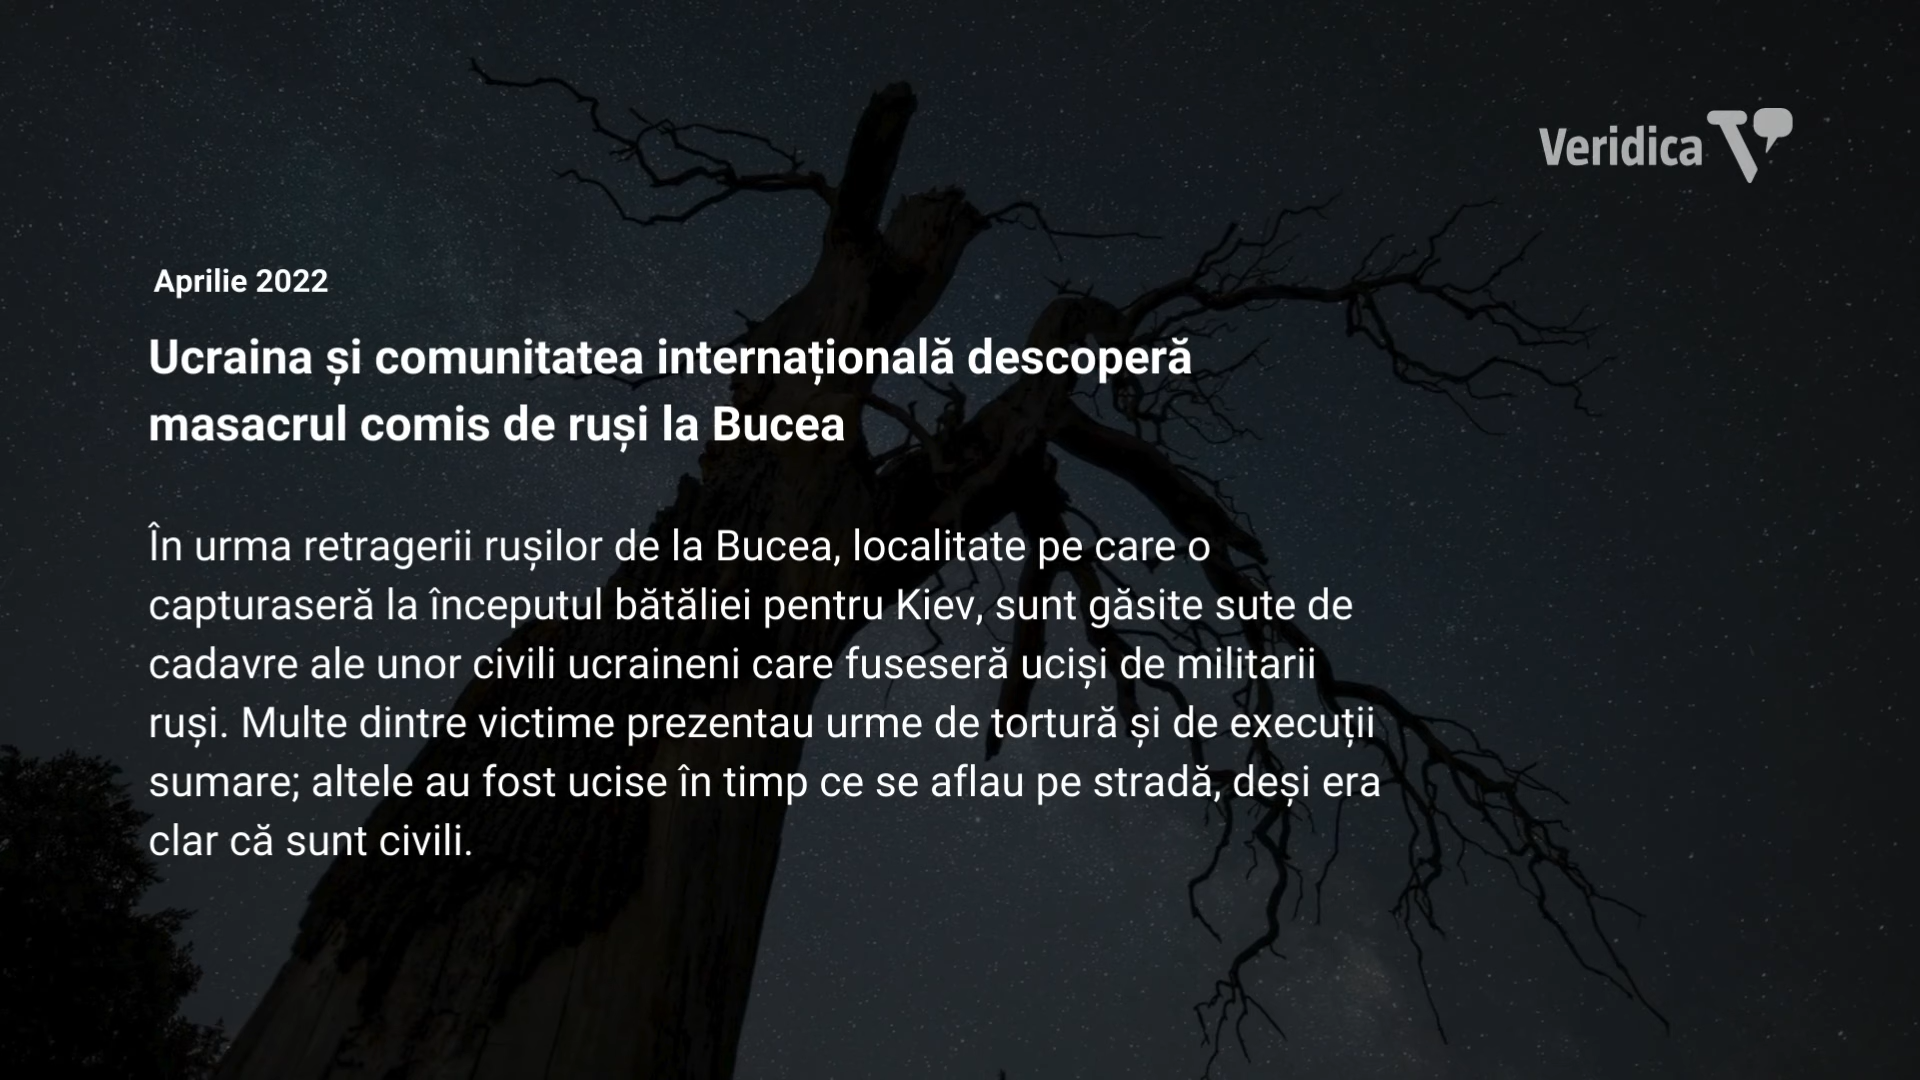 Veridica
Aprilie 2022
Ucraina și comunitatea internațională descoperă
masacrul comis de ruși la Bucea
În urma retragerii rușilor de la Bucea, localitate pe care o
capturaseră la începutul bătăliei pentru Kiev, sunt găsite sute de
cadavre ale unor civili ucraineni care fuseseră uciși de militarii
ruși. Multe dintre victime prezentau urme de tortură și de execuții
sumare; altele au fost ucise în timp ce se aflau pe stradă, deși era
clar că sunt civili.